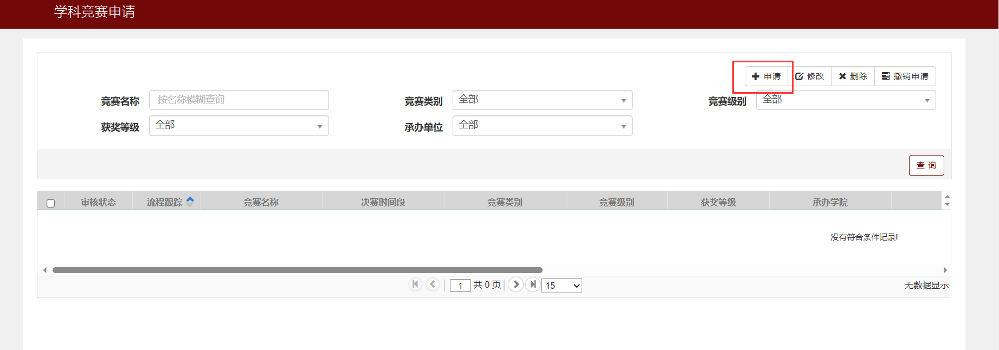 学科竞赛申请
申请 修改 删除 撤销申请
竞赛名称 按名称模糊查询 竞赛类别 全部 竞赛级别 全部
获奖等级 全部 承办单位 全部
查 询
审核状态 流程跟踪 竞赛名称 决赛时间段 竞赛类别 竞赛级别 获奖等级 承办学院
没有符合条件记录!
1 共 0 页 15 无数据显示